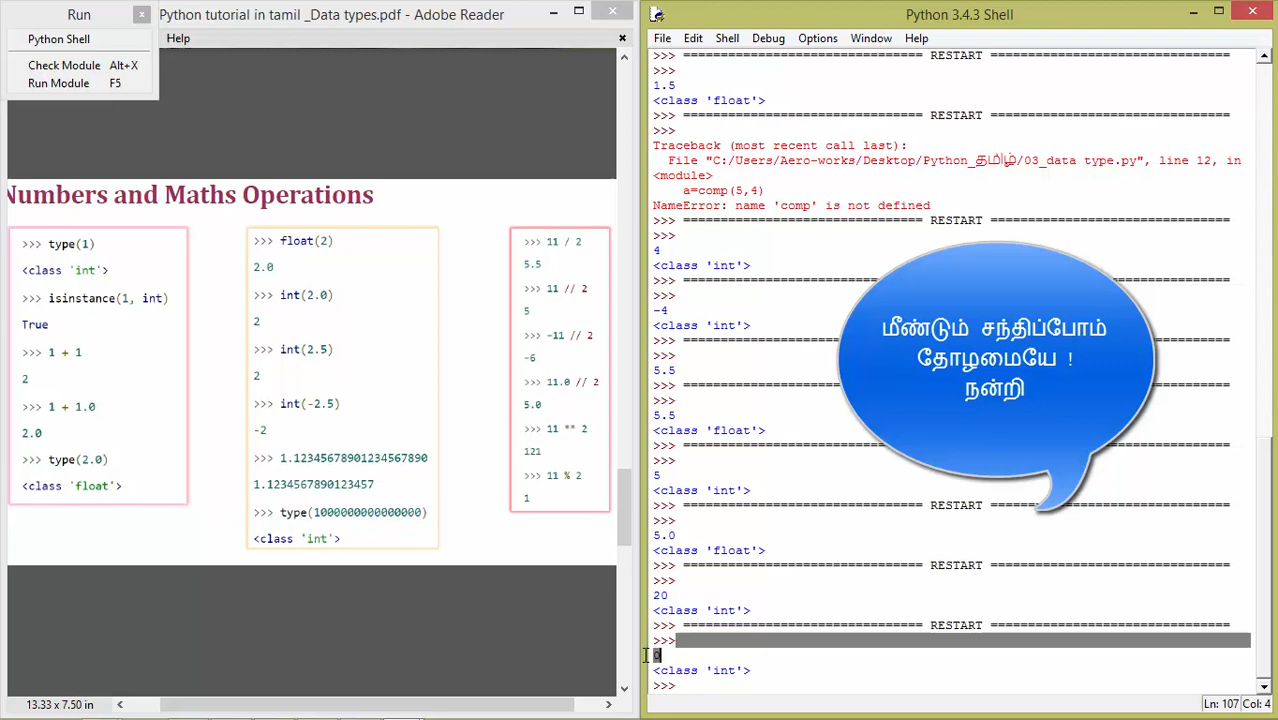 Run
x
Python Shell
Check Module Alt+X
Run Module F5
Python tutorial in tamil _Data types.pdf - Adobe Reader
Help
Numbers and Maths Operations
>>> type(1)
<class 'int'>
>>> isinstance(1, int)
True
>>> 1 + 1
2
>>> 1 + 1.0
2.0
>>> type(2.0)
<class 'float'>
>>> float(2)
2.0
>>> int(2.0)
2
>>> int(2.5)
2
>>> int(-2.5)
-2
>>> 1.12345678901234567890
1.1234567890123457
>>> type(1000000000000000)
<class 'int'>
>>> 11 / 2
5.5
>>> 11 // 2
5
>>> -11 // 2
-6
>>> 11.0 // 2
5.0
>>> 11 ** 2
121
>>> 11 % 2
1
13.33 x 7.50 in
Python 3.4.3 Shell
File Edit Shell Debug Options Window Help
>>> ================================ RESTART ================================
>>>
1.5
<class 'float'>
>>> ================================ RESTART ================================
>>>
Traceback (most recent call last):
File "C:/Users/Aero-works/Desktop/Python_தமிழ்/03_data type.py", line 12, in
<module>
a=comp(5,4)
NameError: name 'comp' is not defined
>>> ================================ RESTART ================================
>>>
4
<class 'int'>
>>> ================================
>>>
-4
<class 'int'>
>>> ================================
>>>
5.5
>>> ================================
>>>
5.5
<class 'float'>
>>> ================================
>>>
5
<class 'int'>
>>> ================================ RESTART ================================
>>>
5.0
<class 'float'>
>>> ================================ RESTART ================================
>>>
20
<class 'int'>
>>> ================================ RESTART ================================
>>>
0
<class 'int'>
>>>
மீண்டும் சந்திப்போம்
தோழமையே !
நன்றி
Ln: 107 Col: 4